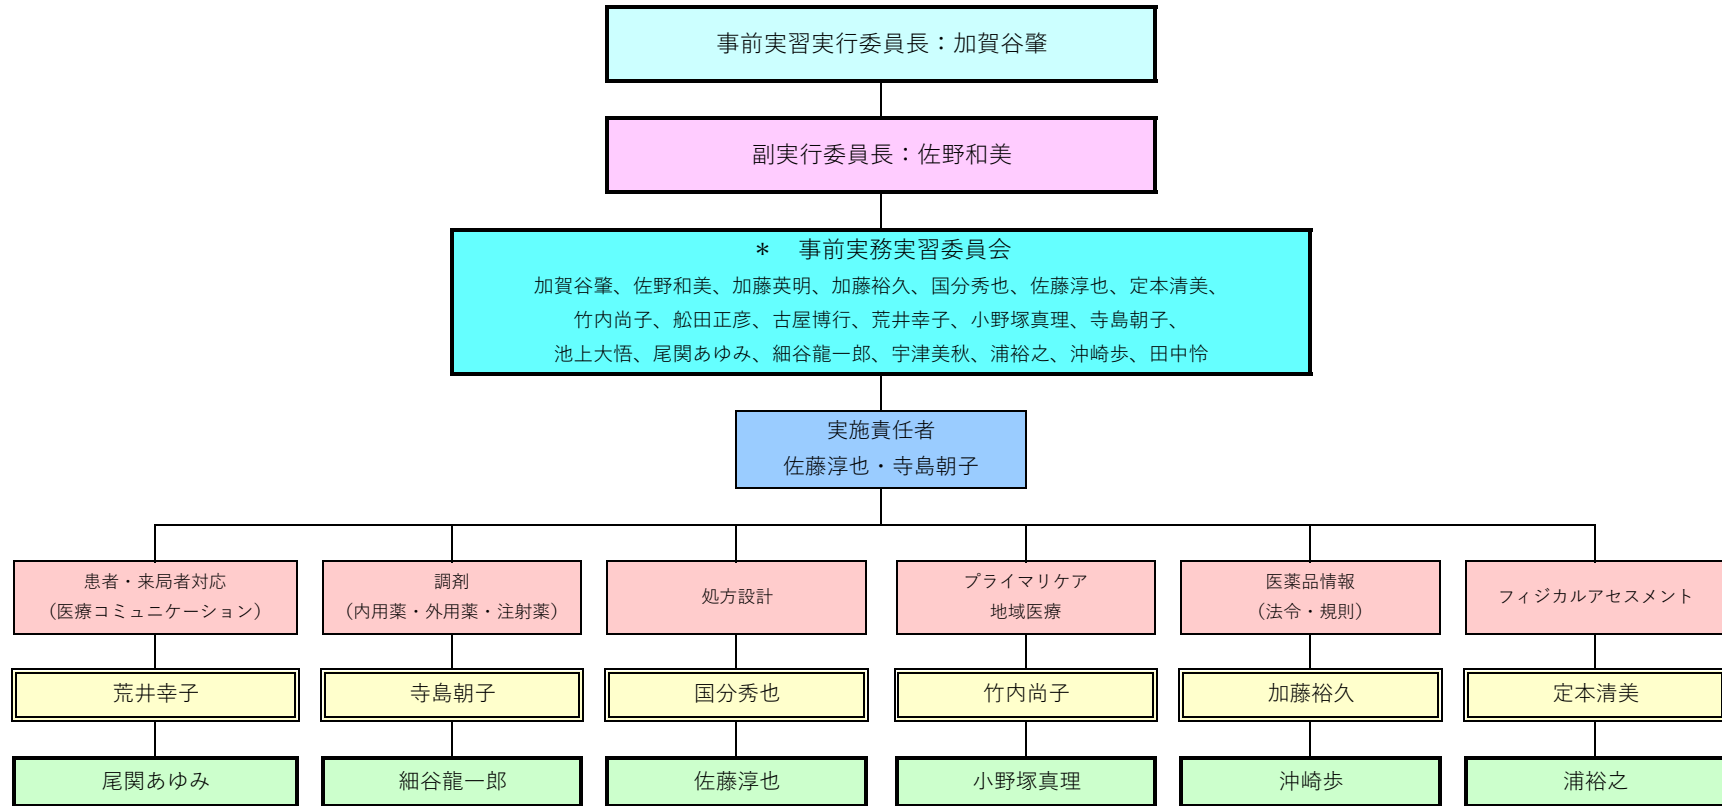 事前実習実行委員長：加賀谷肇
副実行委員長：佐野和美
＊　事前実務実習委員会
加賀谷肇、佐野和美、加藤英明、加藤裕久、国分秀也、佐藤淳也、定本清美、
竹内尚子、舩田正彦、古屋博行、荒井幸子、小野塚真理、寺島朝子、
池上大悟、尾関あゆみ、細谷龍一郎、宇津美秋、浦裕之、沖崎歩、田中怜
実施責任者
佐藤淳也・寺島朝子
患者・来局者対応
（医療コミュニケーション）
調剤
（内用薬・外用薬・注射薬）
処方設計
プライマリケア
地域医療
医薬品情報
（法令・規則）
フィジカルアセスメント
荒井幸子
寺島朝子
国分秀也
竹内尚子
加藤裕久
定本清美
尾関あゆみ
細谷龍一郎
佐藤淳也
小野塚真理
沖崎歩
浦裕之